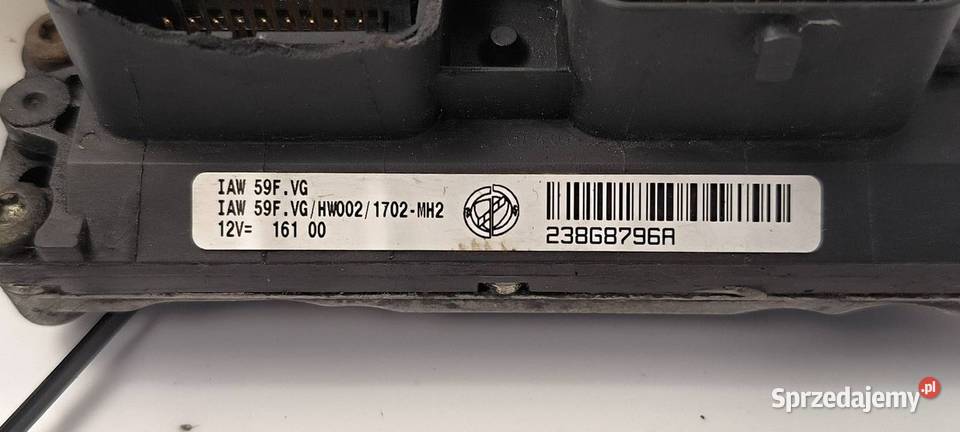 IAW 59F.VG
IAW 59F.VG/HW002/1702-MH2
12V= 161 00
238G8796A
Sprzedajemy.pl